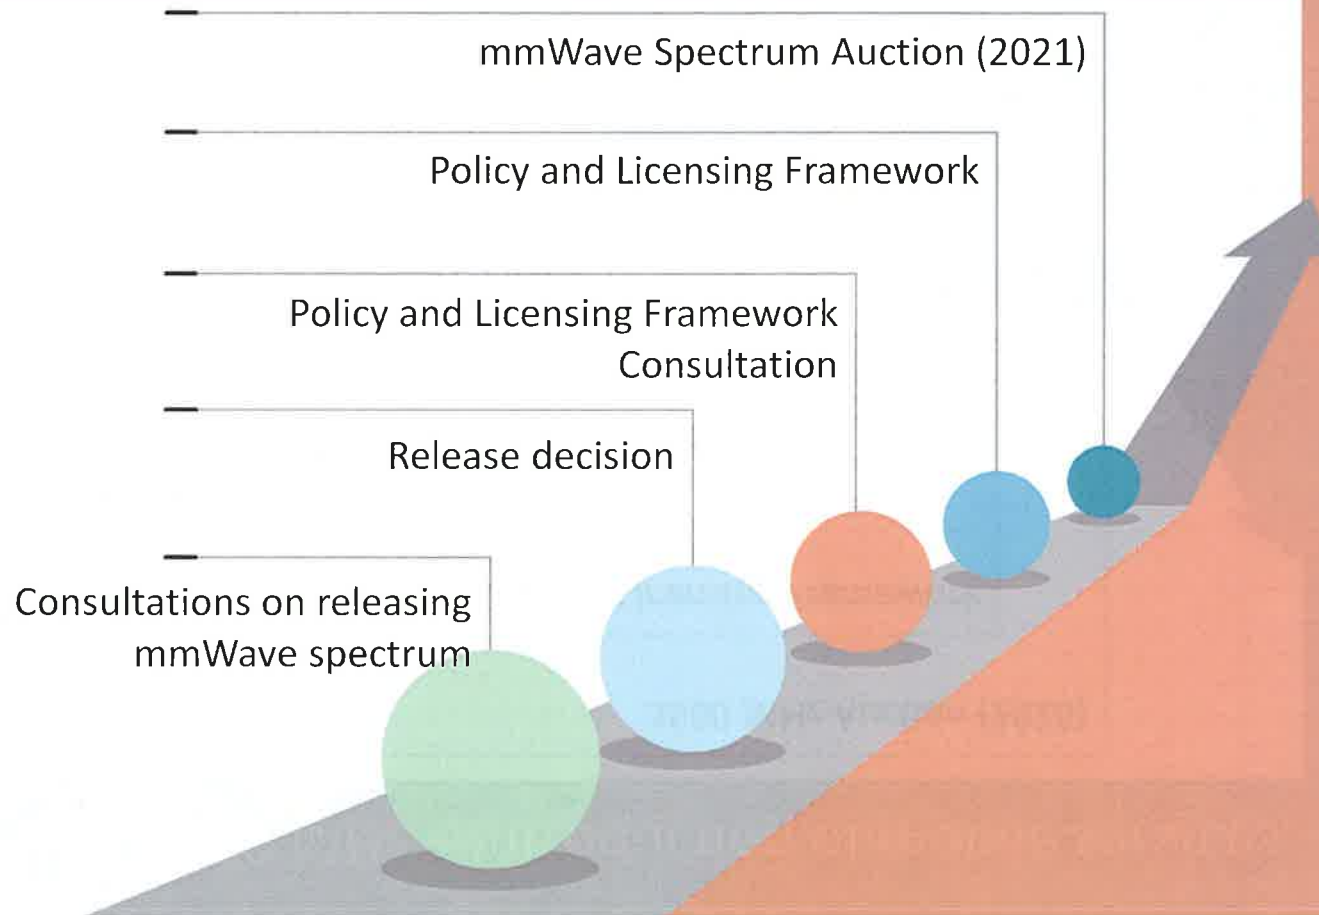 mmWave Spectrum Auction (2021)
Policy and Licensing Framework
Policy and Licensing Framework
Consultation
Release decision
Consultations on releasing
mmWave spectrum